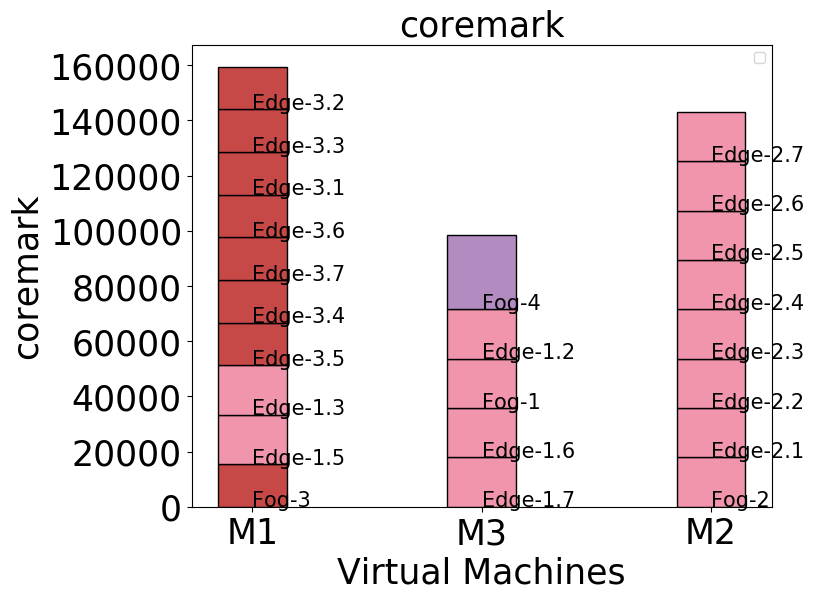 coremark
160000
140000
120000
100000
80000
60000
40000
20000
0
coremark
Edge-3.2
Edge-3.3
Edge-3.1
Edge-3.6
Edge-3.7
Edge-3.4
Edge-3.5
Edge-1.3
Edge-1.5
Fog-3
Fog-4
Edge-1.2
Fog-1
Edge-1.6
Edge-1.7
Edge-2.7
Edge-2.6
Edge-2.5
Edge-2.4
Edge-2.3
Edge-2.2
Edge-2.1
Fog-2
M1
M3
M2
Virtual Machines